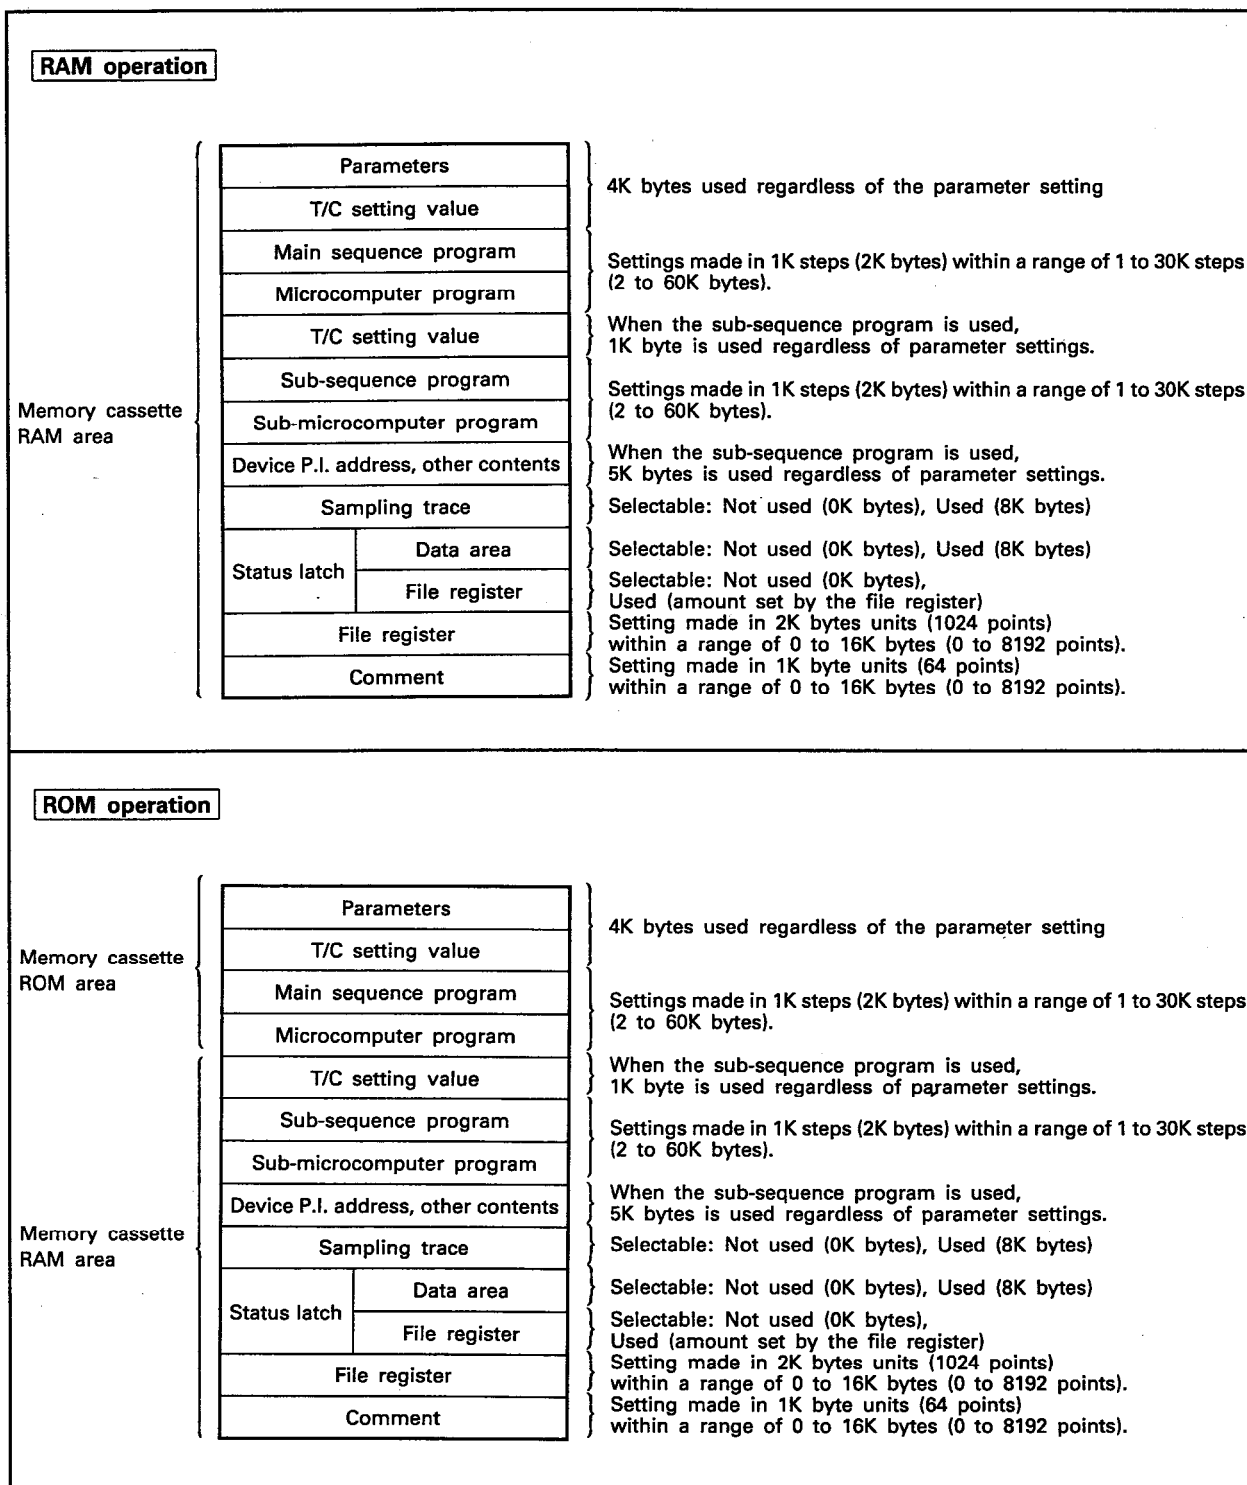 RAM operation
Parameters
T/C setting value
4K bytes used regardless of the parameter setting
Main sequence program
Microcomputer program
Settings made in 1K steps (2K bytes) within a range of 1 to 30K steps
(2 to 60K bytes).
T/C setting value
When the sub-sequence program is used,
1K byte is used regardless of parameter settings.
Sub-sequence program
Sub-microcomputer program
Settings made in 1K steps (2K bytes) within a range of 1 to 30K steps
(2 to 60K bytes).
Memory cassette
RAM area
Device P.I. address, other contents
When the sub-sequence program is used,
5K bytes is used regardless of parameter settings.
Sampling trace
Selectable: Not used (0K bytes), Used (8K bytes)
Status latch
Data area
Selectable: Not used (0K bytes), Used (8K bytes)
File register
Selectable: Not used (0K bytes),
Used (amount set by the file register)
File register
Setting made in 2K bytes units (1024 points)
within a range of 0 to 16K bytes (0 to 8192 points).
Comment
Setting made in 1K byte units (64 points)
within a range of 0 to 16K bytes (0 to 8192 points).
ROM operation
Memory cassette
ROM area
Parameters
T/C setting value
4K bytes used regardless of the parameter setting
Main sequence program
Microcomputer program
Settings made in 1K steps (2K bytes) within a range of 1 to 30K steps
(2 to 60K bytes).
T/C setting value
When the sub-sequence program is used,
1K byte is used regardless of parameter settings.
Sub-sequence program
Sub-microcomputer program
Settings made in 1K steps (2K bytes) within a range of 1 to 30K steps
(2 to 60K bytes).
Memory cassette
RAM area
Device P.I. address, other contents
When the sub-sequence program is used,
5K bytes is used regardless of parameter settings.
Sampling trace
Selectable: Not used (0K bytes), Used (8K bytes)
Status latch
Data area
Selectable: Not used (0K bytes), Used (8K bytes)
File register
Selectable: Not used (0K bytes),
Used (amount set by the file register)
File register
Setting made in 2K bytes units (1024 points)
within a range of 0 to 16K bytes (0 to 8192 points).
Comment
Setting made in 1K byte units (64 points)
within a range of 0 to 16K bytes (0 to 8192 points).